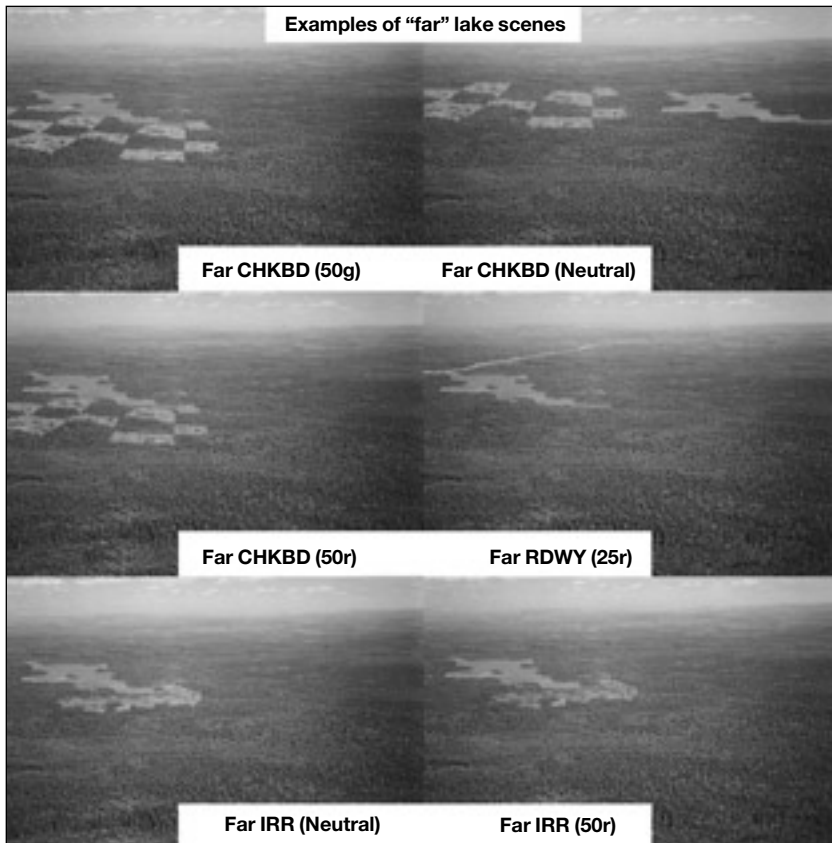 Examples of “far” lake scenes
Far CHKBD (50g)
Far CHKBD (Neutral)
Far CHKBD (50r)
Far RDWY (25r)
Far IRR (Neutral)
Far IRR (50r)